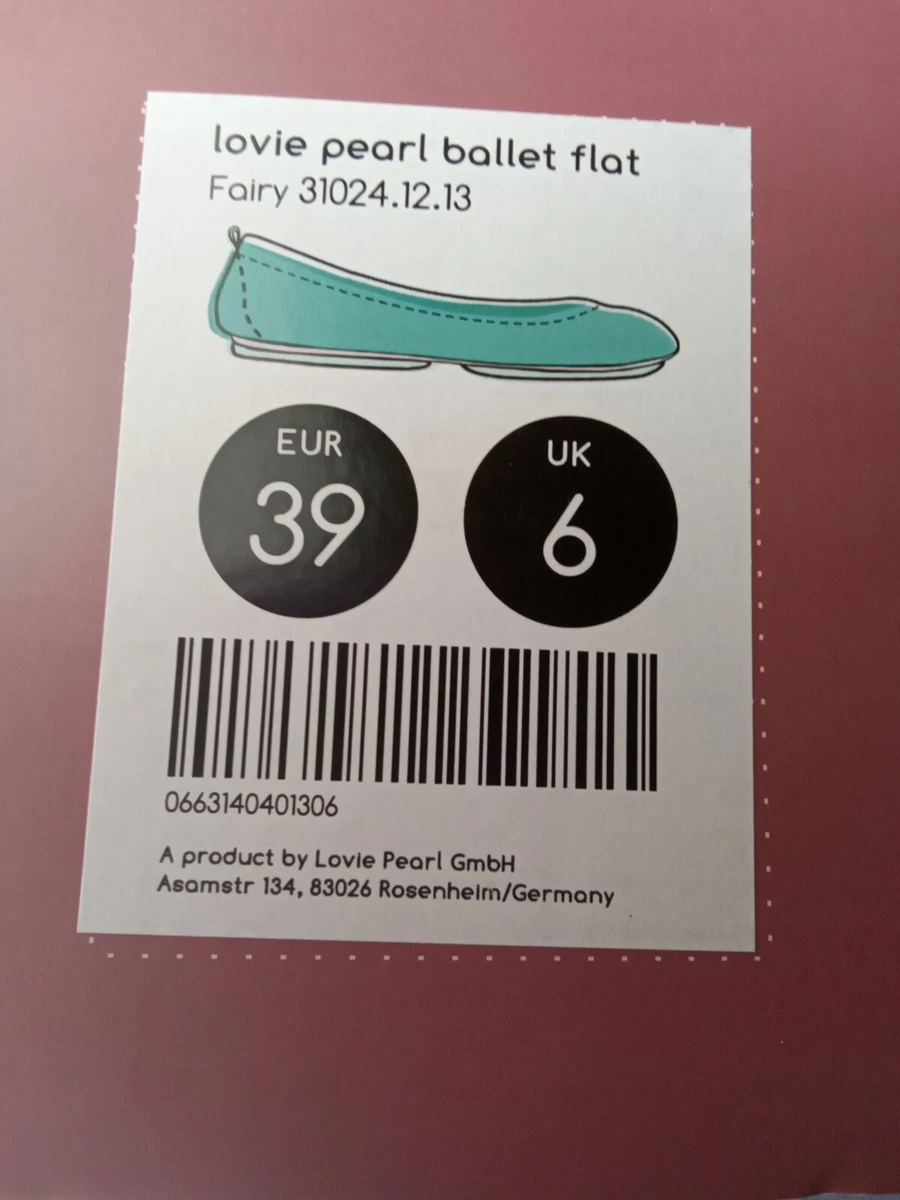 lovie pearl ballet flat
Fairy 31024.12.13
EUR
39
UK
6
0663140401306
A product by Lovie Pearl GmbH
Asamstr 134, 83026 Rosenheim/Germany